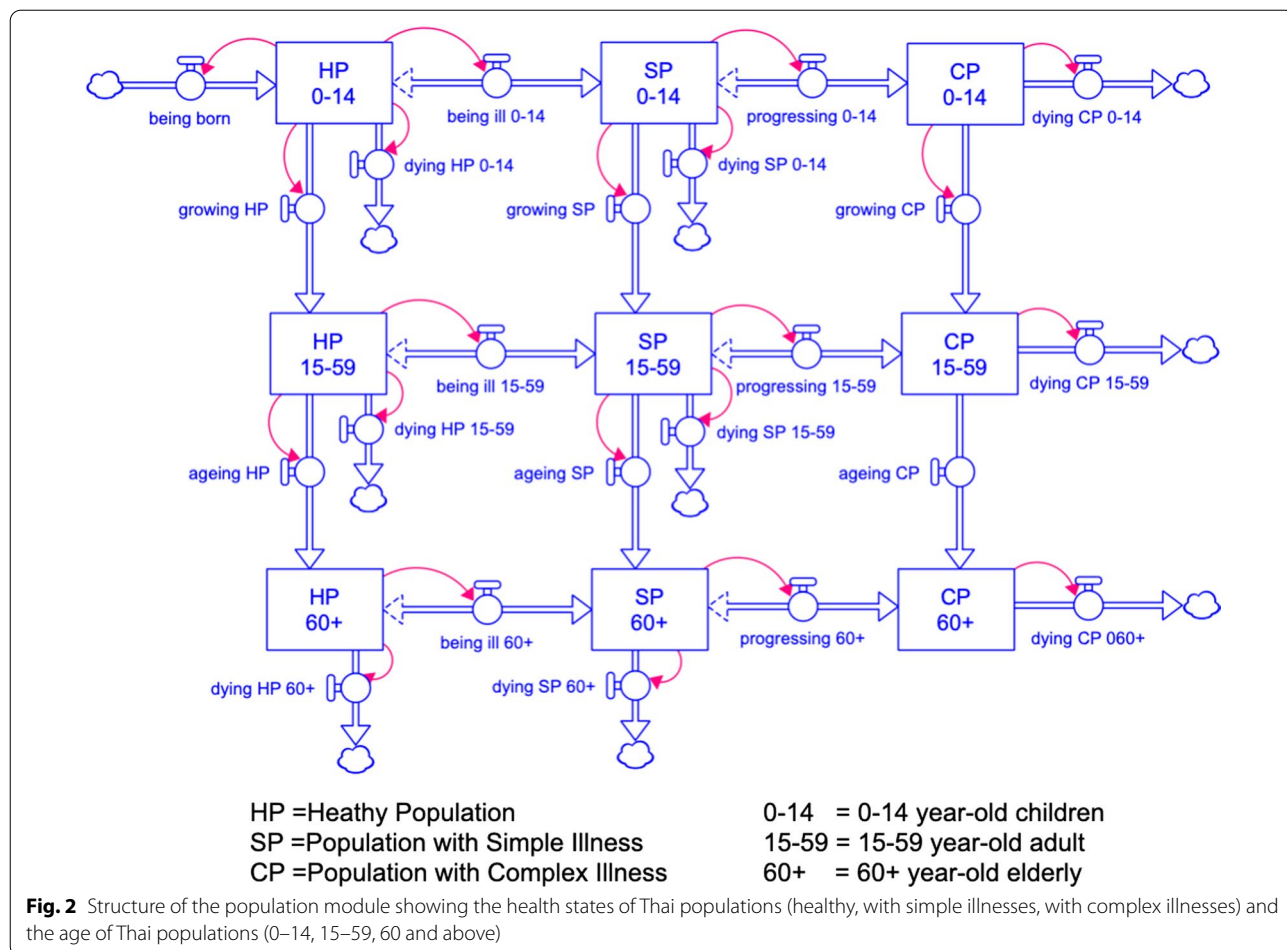 HP
0-14
SP
0-14
CP
0-14
being born
being ill 0-14
progressing 0-14
dying CP 0-14
dying HP 0-14
dying SP 0-14
growing HP
growing SP
growing CP
HP
15-59
SP
15-59
CP
15-59
being ill 15-59
progressing 15-59
dying CP 15-59
dying HP 15-59
dying SP 15-59
ageing HP
ageing SP
ageing CP
HP
60+
SP
60+
CP
60+
being ill 60+
progressing 60+
dying CP 060+
dying HP 60+
dying SP 60+
HP =Heathy Population
SP =Population with Simple Illness
CP =Population with Complex Illness
0-14 = 0-14 year-old children
15-59 = 15-59 year-old adult
60+ = 60+ year-old elderly
Fig. 2 Structure of the population module showing the health states of Thai populations (healthy, with simple illnesses, with complex illnesses) and
the age of Thai populations (0–14, 15–59, 60 and above)